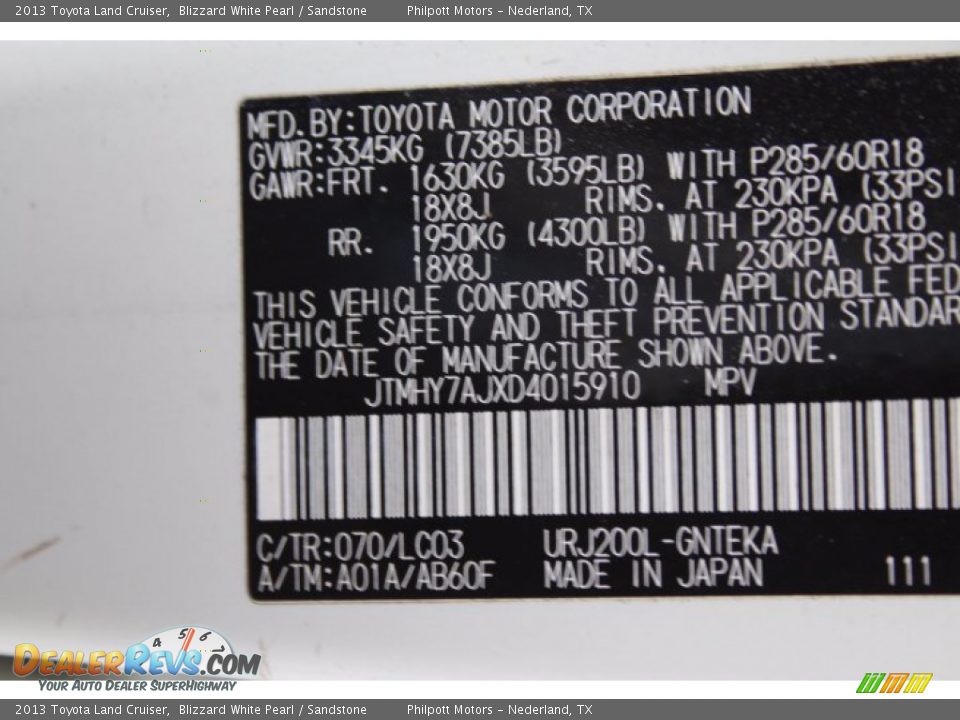 2013 Toyota Land Cruiser, Blizzard White Pearl / Sandstone Philpott Motors - Nederland, TX
MFD.BY:TOYOTA MOTOR CORPORATION
GVWR:3345KG (7385LB)
GAWR:FRT. 1630KG (3595LB) WITH P285/60R18
18X8J RIMS. AT 230KPA (33PSI
RR. 1950KG (4300LB) WITH P285/60R18
18X8J RIMS. AT 230KPA (33PSI
THIS VEHICLE CONFORMS TO ALL APPLICABLE FED
VEHICLE SAFETY AND THEFT PREVENTION STANDAR
THE DATE OF MANUFACTURE SHOWN ABOVE.
JTMHY7AJXD4015910 MPV
C/TR:070/LC03 URJ200L-GNTEKA
A/TM:A01A/AB60F MADE IN JAPAN 111
4 5 6 7
DEALERREVS.COM
YOUR AUTO DEALER SUPERHIGHWAY
2013 Toyota Land Cruiser, Blizzard White Pearl / Sandstone Philpott Motors - Nederland, TX